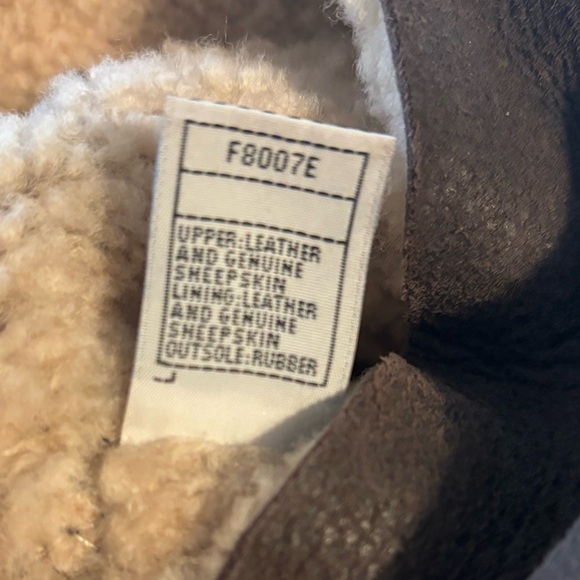 F8007E
UPPER:LEATHER
AND GENUINE
SHEEPSKIN
LINING:LEATHER
AND GENUINE
SHEEPSKIN
OUTSOLE:RUBBER